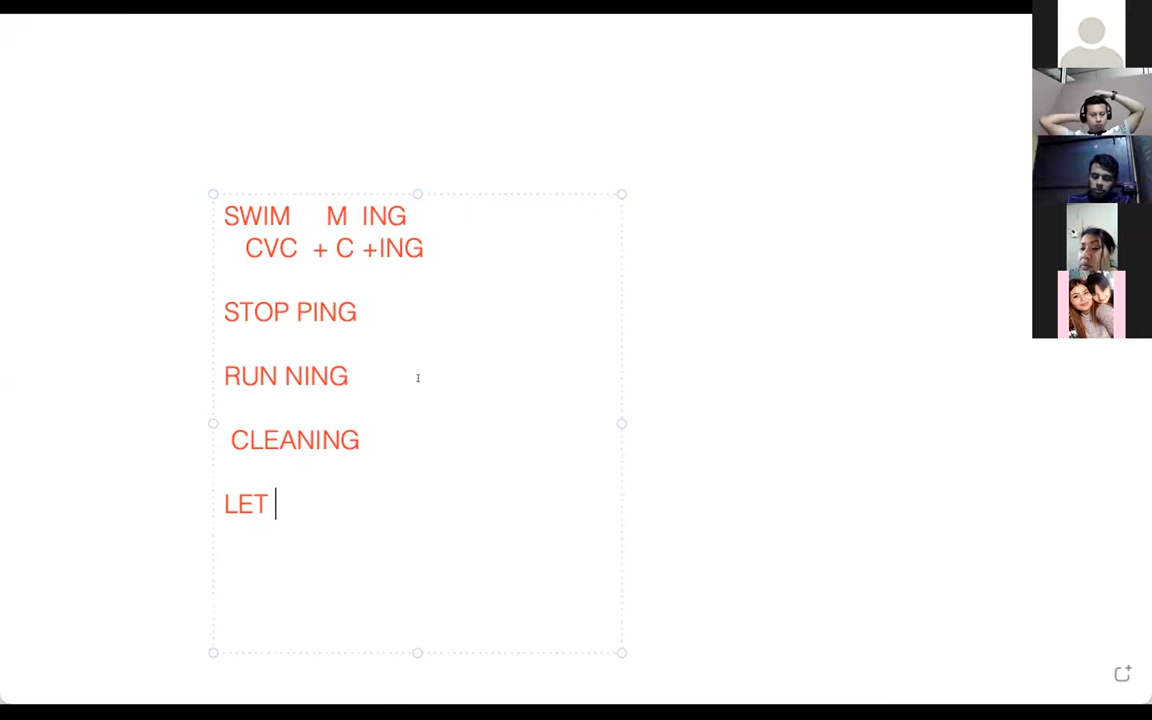 SWIM M ING
CVC + C +ING
STOP PING
RUN NING
CLEANING
LET